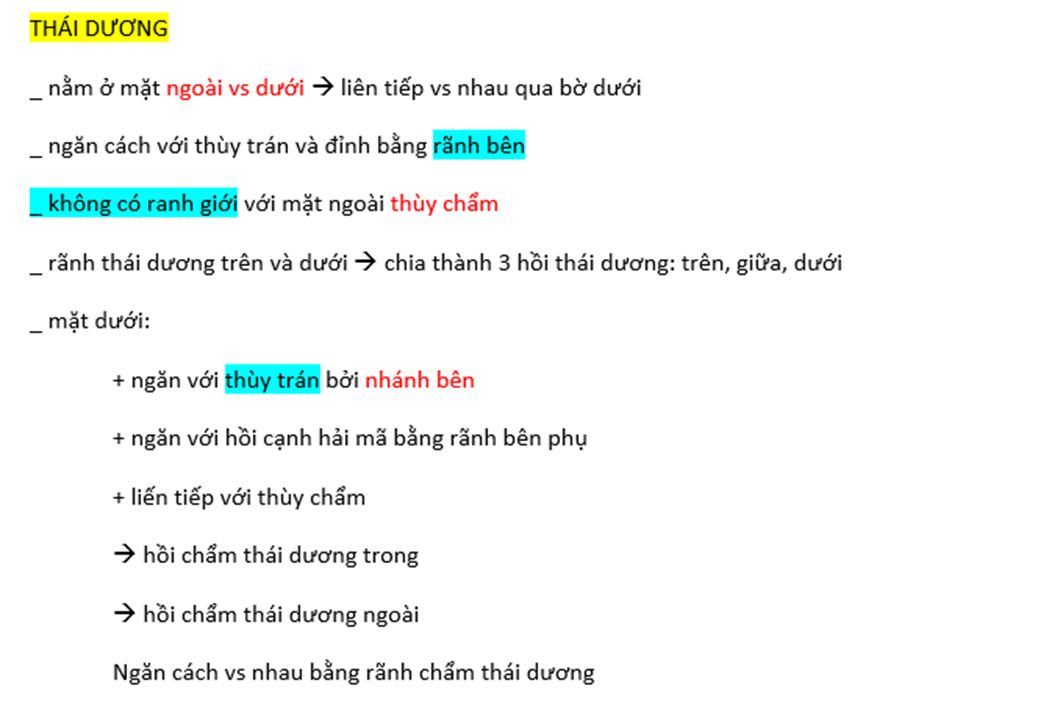 THÁI DƯƠNG
_ nằm ở mặt ngoài vs dưới → liên tiếp vs nhau qua bờ dưới
_ ngăn cách với thùy trán và đỉnh bằng rãnh bên
_ không có ranh giới với mặt ngoài thùy chẩm
_ rãnh thái dương trên và dưới → chia thành 3 hồi thái dương: trên, giữa, dưới
_ mặt dưới:
+ ngăn với thùy trán bởi nhánh bên
+ ngăn với hồi cạnh hải mã bằng rãnh bên phụ
+ liến tiếp với thùy chẩm
→ hồi chẩm thái dương trong
→ hồi chẩm thái dương ngoài
Ngăn cách vs nhau bằng rãnh chẩm thái dương